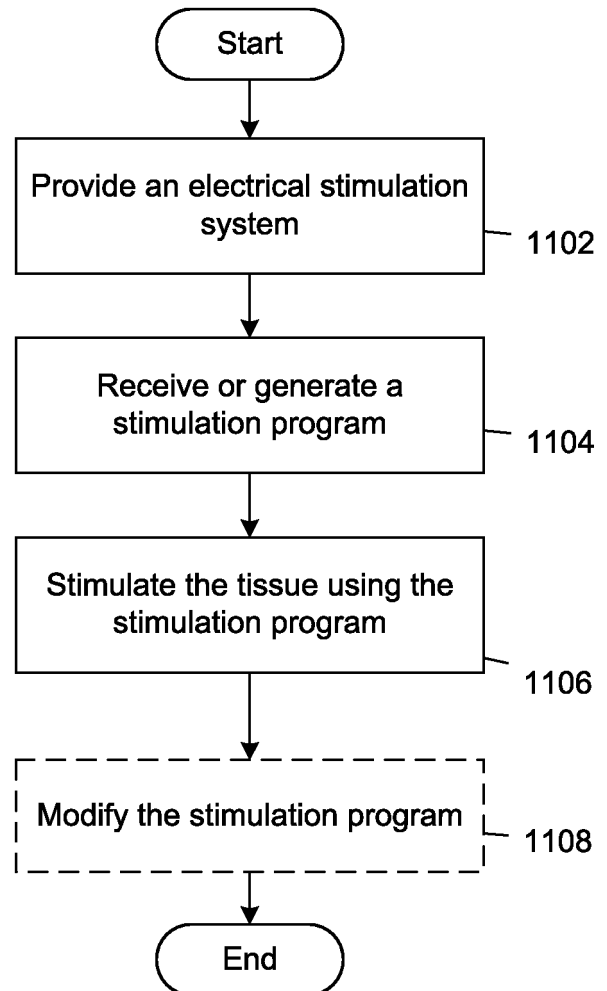 Start
Provide an electrical stimulation
system
1102
Receive or generate a
stimulation program
1104
Stimulate the tissue using the
stimulation program
1106
Modify the stimulation program
1108
End